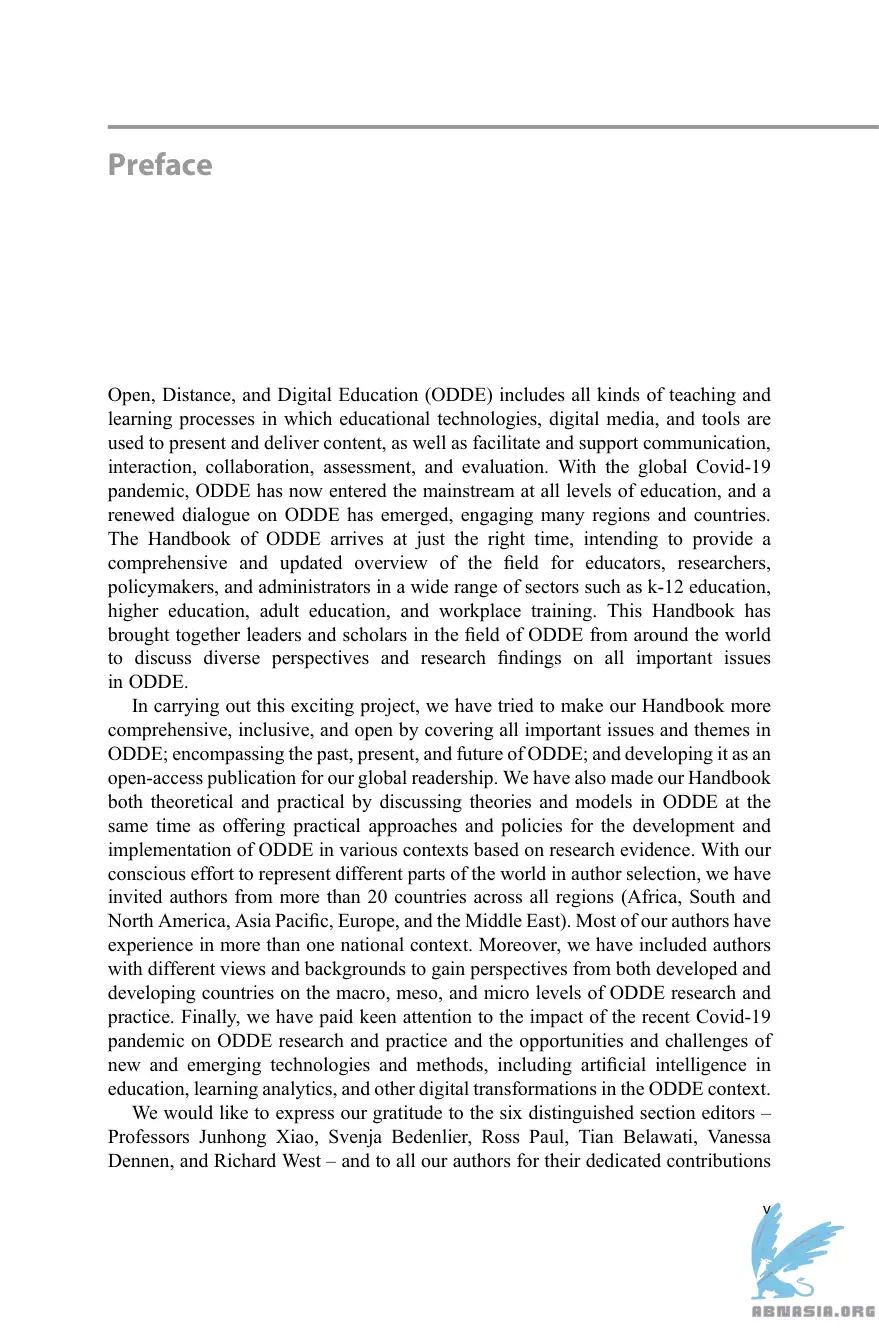 Preface
Open, Distance, and Digital Education (ODDE) includes all kinds of teaching and
learning processes in which educational technologies, digital media, and tools are
used to present and deliver content, as well as facilitate and support communication,
interaction, collaboration, assessment, and evaluation. With the global Covid-19
pandemic, ODDE has now entered the mainstream at all levels of education, and a
renewed dialogue on ODDE has emerged, engaging many regions and countries.
The Handbook of ODDE arrives at just the right time, intending to provide a
comprehensive and updated overview of the field for educators, researchers,
policymakers, and administrators in a wide range of sectors such as k-12 education,
higher education, adult education, and workplace training. This Handbook has
brought together leaders and scholars in the field of ODDE from around the world
to discuss diverse perspectives and research findings on all important issues
in ODDE.
In carrying out this exciting project, we have tried to make our Handbook more
comprehensive, inclusive, and open by covering all important issues and themes in
ODDE; encompassing the past, present, and future of ODDE; and developing it as an
open-access publication for our global readership. We have also made our Handbook
both theoretical and practical by discussing theories and models in ODDE at the
same time as offering practical approaches and policies for the development and
implementation of ODDE in various contexts based on research evidence. With our
conscious effort to represent different parts of the world in author selection, we have
invited authors from more than 20 countries across all regions (Africa, South and
North America, Asia Pacific, Europe, and the Middle East). Most of our authors have
experience in more than one national context. Moreover, we have included authors
with different views and backgrounds to gain perspectives from both developed and
developing countries on the macro, meso, and micro levels of ODDE research and
practice. Finally, we have paid keen attention to the impact of the recent Covid-19
pandemic on ODDE research and practice and the opportunities and challenges of
new and emerging technologies and methods, including artificial intelligence in
education, learning analytics, and other digital transformations in the ODDE context.
We would like to express our gratitude to the six distinguished section editors –
Professors Junhong Xiao, Svenja Bedenlier, Ross Paul, Tian Belawati, Vanessa
Dennen, and Richard West – and to all our authors for their dedicated contributions
v
ABNASIA.ORG